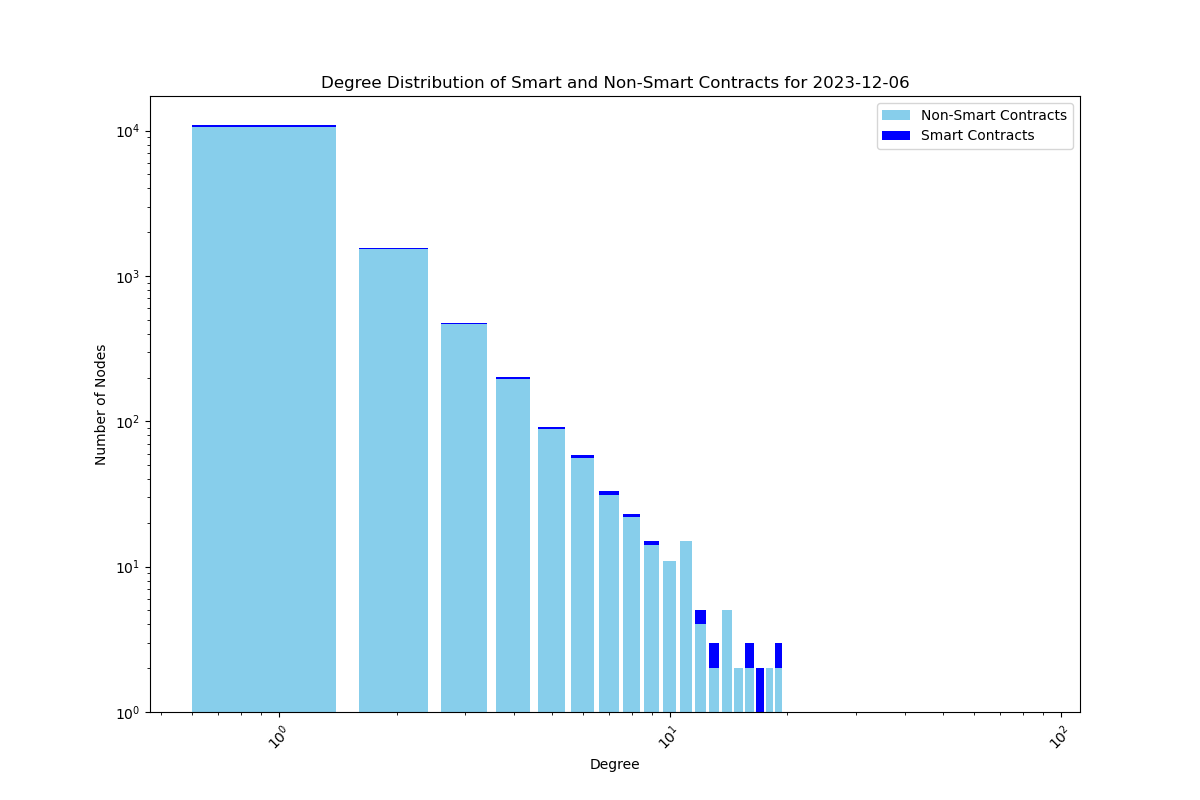 Degree Distribution of Smart and Non-Smart Contracts for 2023-12-06
Non-Smart Contracts
Smart Contracts
10⁴
10³
10²
10¹
10⁰
Number of Nodes
10⁰
10¹
10²
Degree